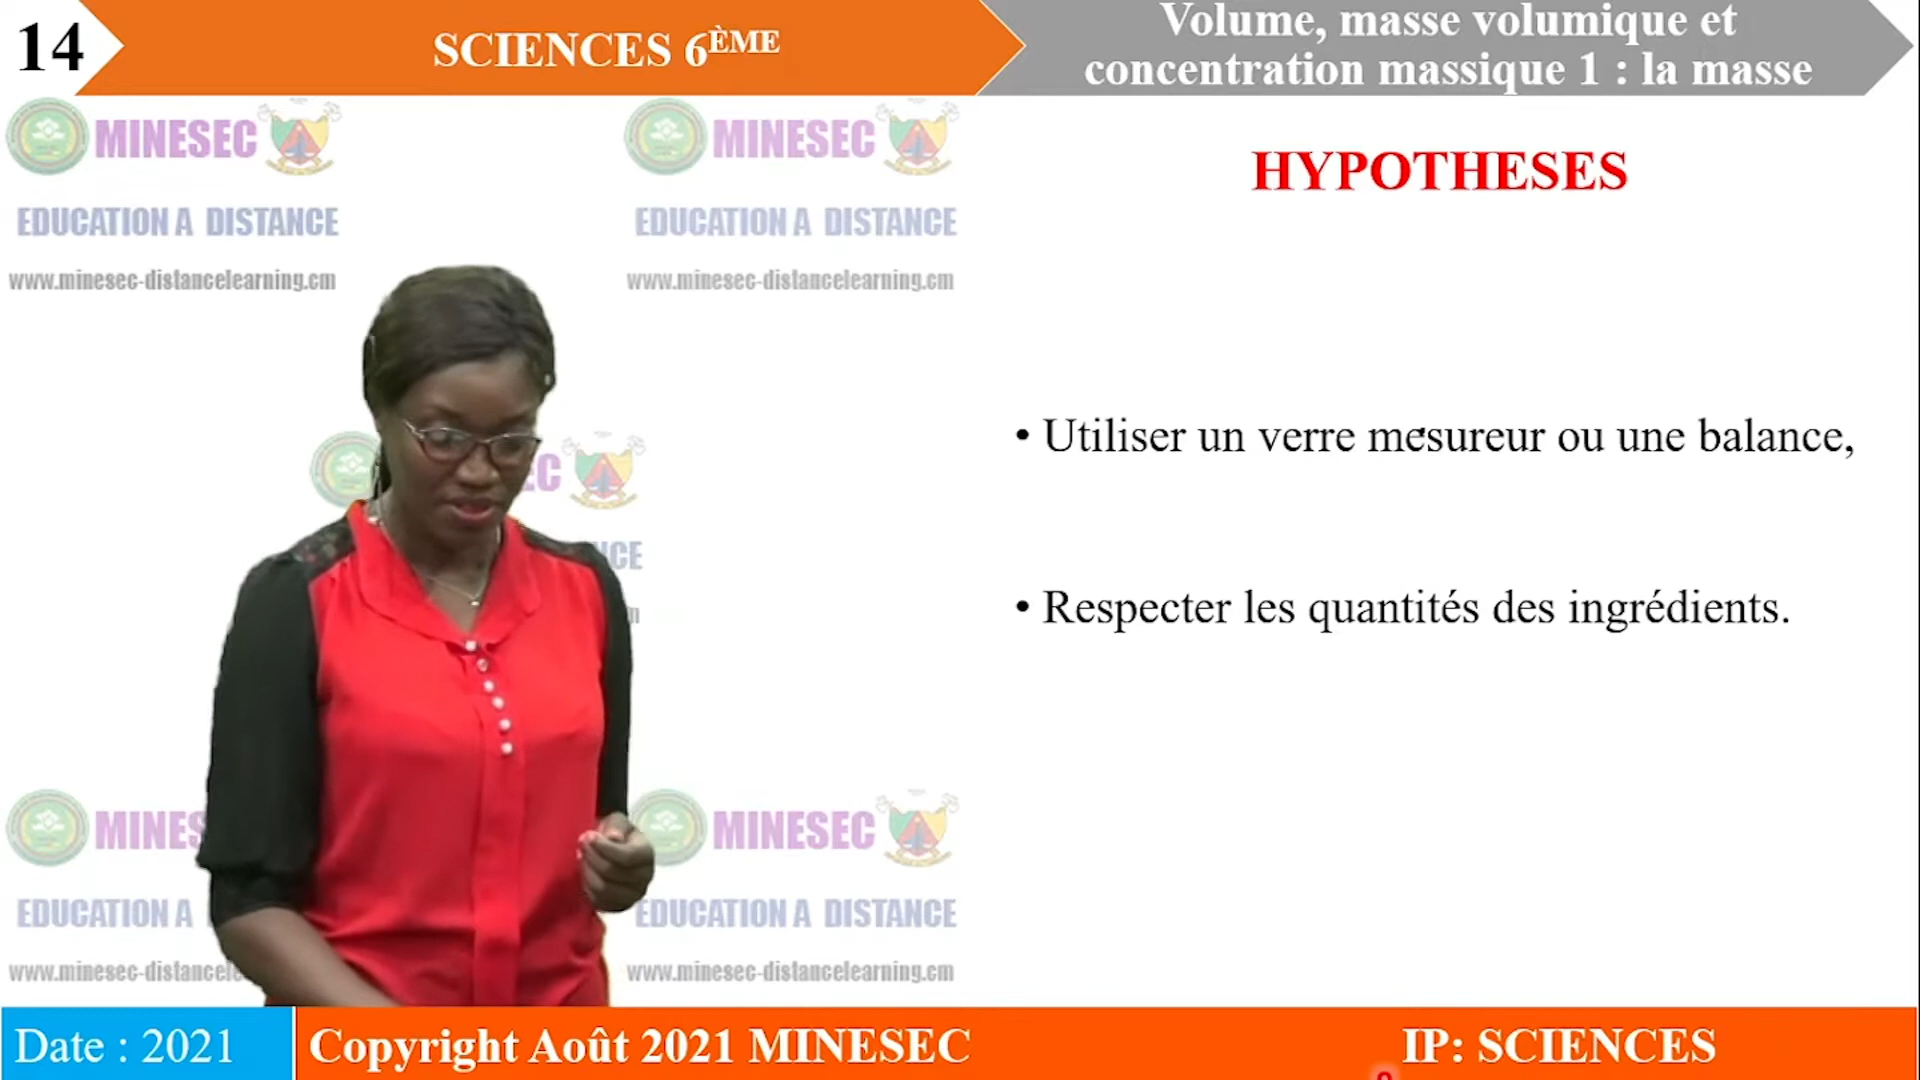 14
SCIENCES 6ÈME
Volume, masse volumique et
concentration massique 1 : la masse
MINESEC
EDUCATION A DISTANCE
www.minesec-distancelearning.cm
MINESEC
EDUCATION A DISTANCE
www.minesec-distancelearning.cm
HYPOTHESES
• Utiliser un verre mesureur ou une balance,
• Respecter les quantités des ingrédients.
MINESEC
EDUCATION A DISTANCE
www.minesec-distancelearning.cm
EDUCATION A
Date : 2021
Copyright Août 2021 MINESEC
IP: SCIENCES